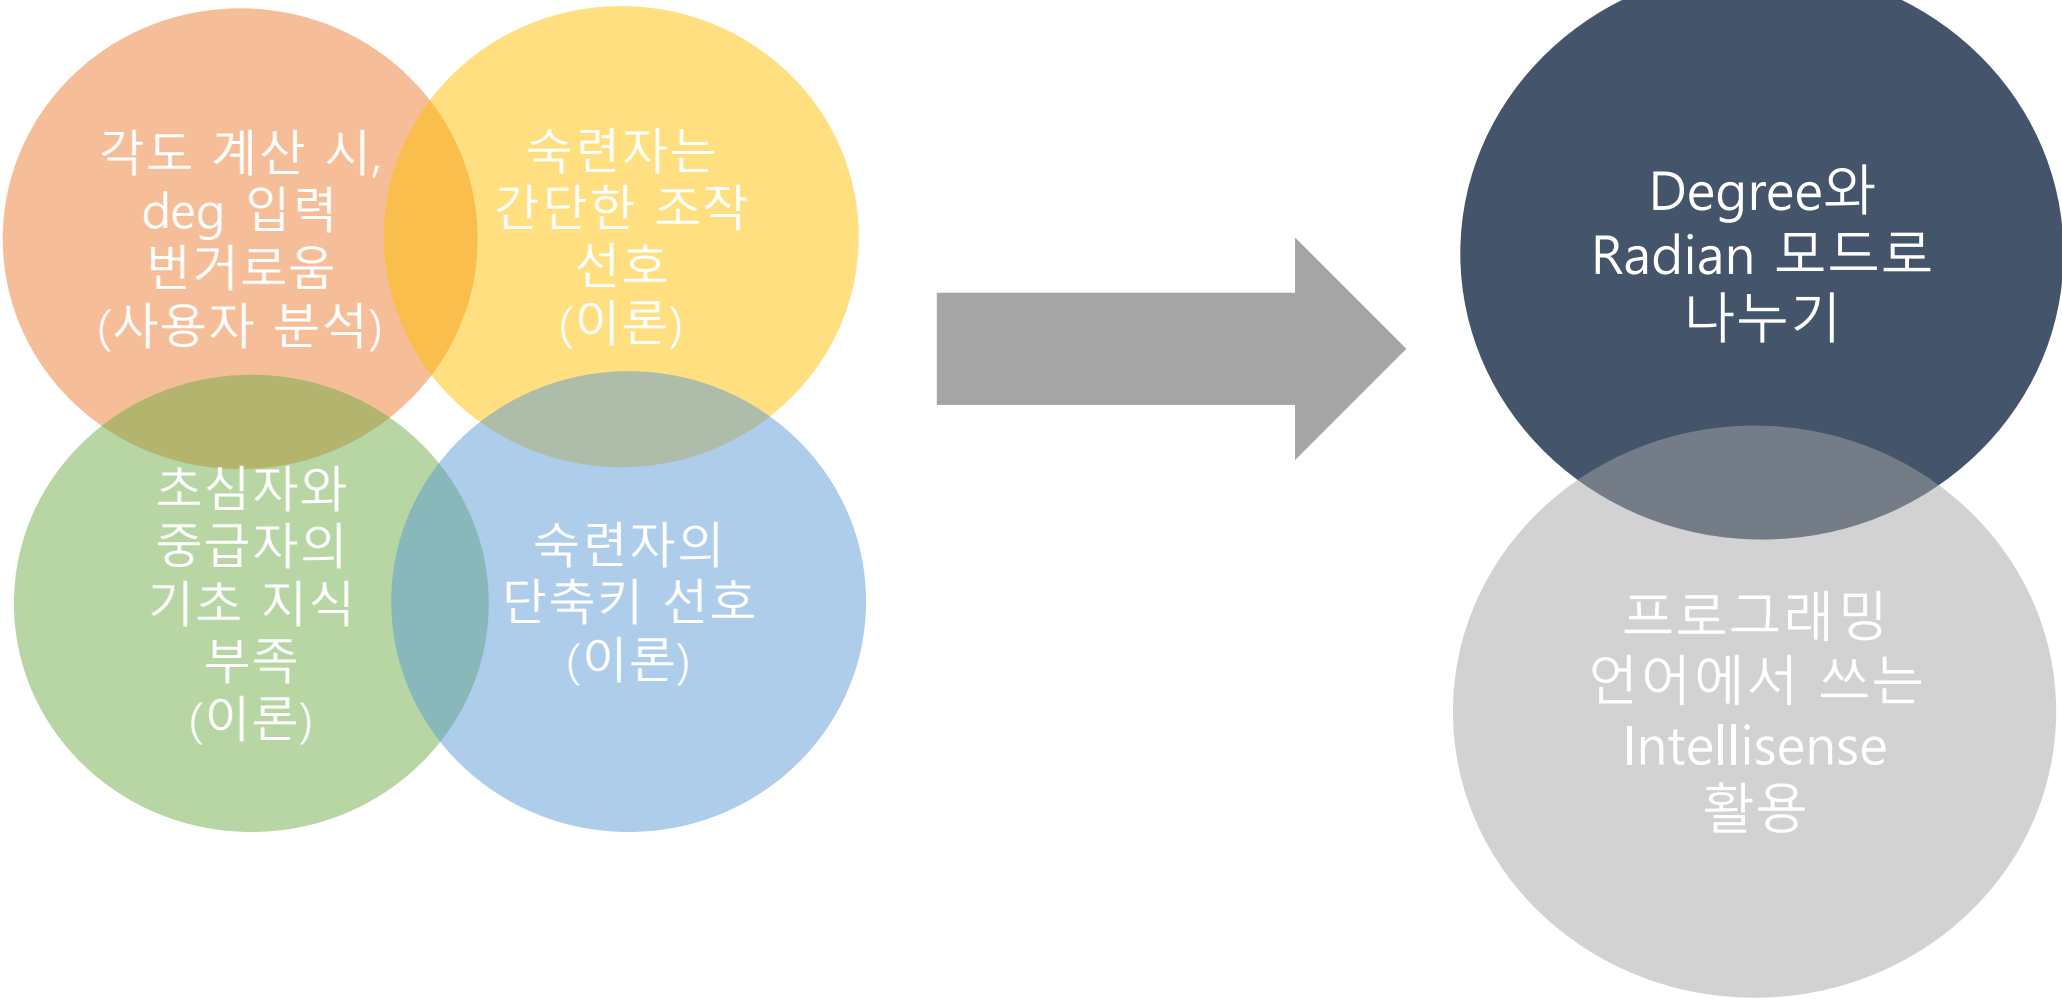 각도 계산 시,
deg 입력
번거로움
(사용자 분석)
숙련자는
간단한 조작
선호
(이론)
초심자와
중급자의
기초 지식
부족
(이론)
숙련자의
단축키 선호
(이론)
Degree와
Radian 모드로
나누기
프로그래밍
언어에서 쓰는
Intellisense
활용